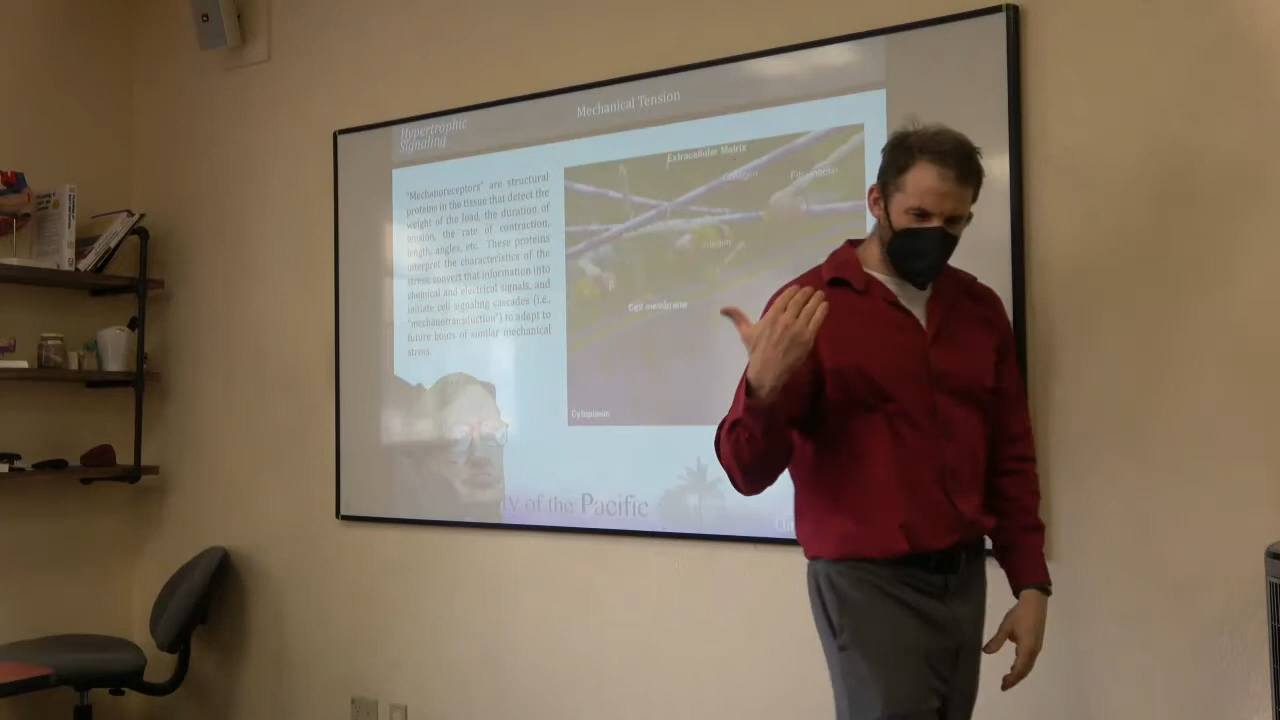 Hypertrophic
Signaling
Mechanical Tension
"Mechanoreceptors" are structural
proteins in the tissue that detect the
weight of the load, the duration of
tension, the rate of contraction,
length, angles, etc. These proteins
interpret the characteristics of the
stress, convert that information into
chemical and electrical signals, and
initiate cell signaling cascades (i.e.,
"mechanotransduction") to adapt to
future bouts of similar mechanical
stress.
Extracellular Matrix
Collagen
Fibronectin
Cell membrane
Cytoplasm
of the Pacific